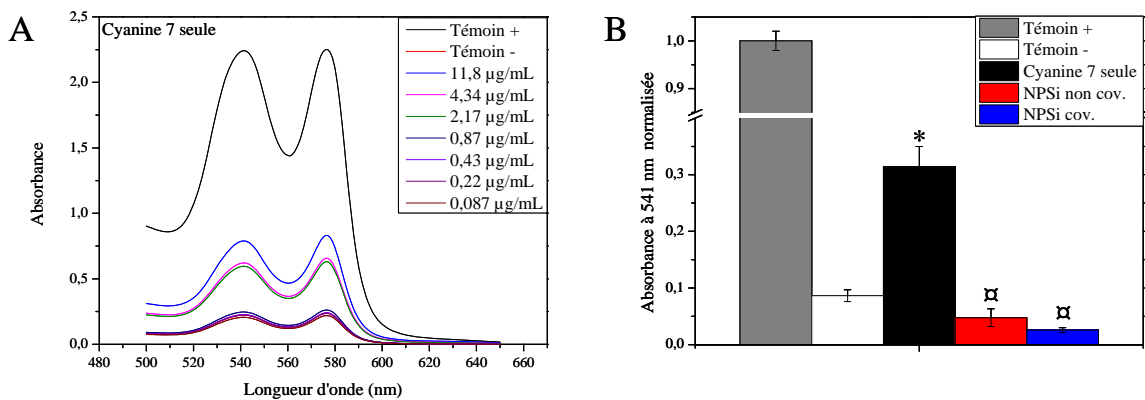 A
Cyanine 7 seule
Témoin +
Témoin -
11,8 µg/mL
4,34 µg/mL
2,17 µg/mL
0,87 µg/mL
0,43 µg/mL
0,22 µg/mL
0,087 µg/mL
Absorbance
2,5
2,0
1,5
1,0
0,5
0,0
480 500 520 540 560 580 600 620 640 660
Longueur d'onde (nm)
B
Témoin +
Témoin -
Cyanine 7 seule
NPSi non cov.
NPSi cov.
Absorbance à 541 nm normalisée
1,0
0,9
0,3
0,2
0,10
0,0
*
¤
¤